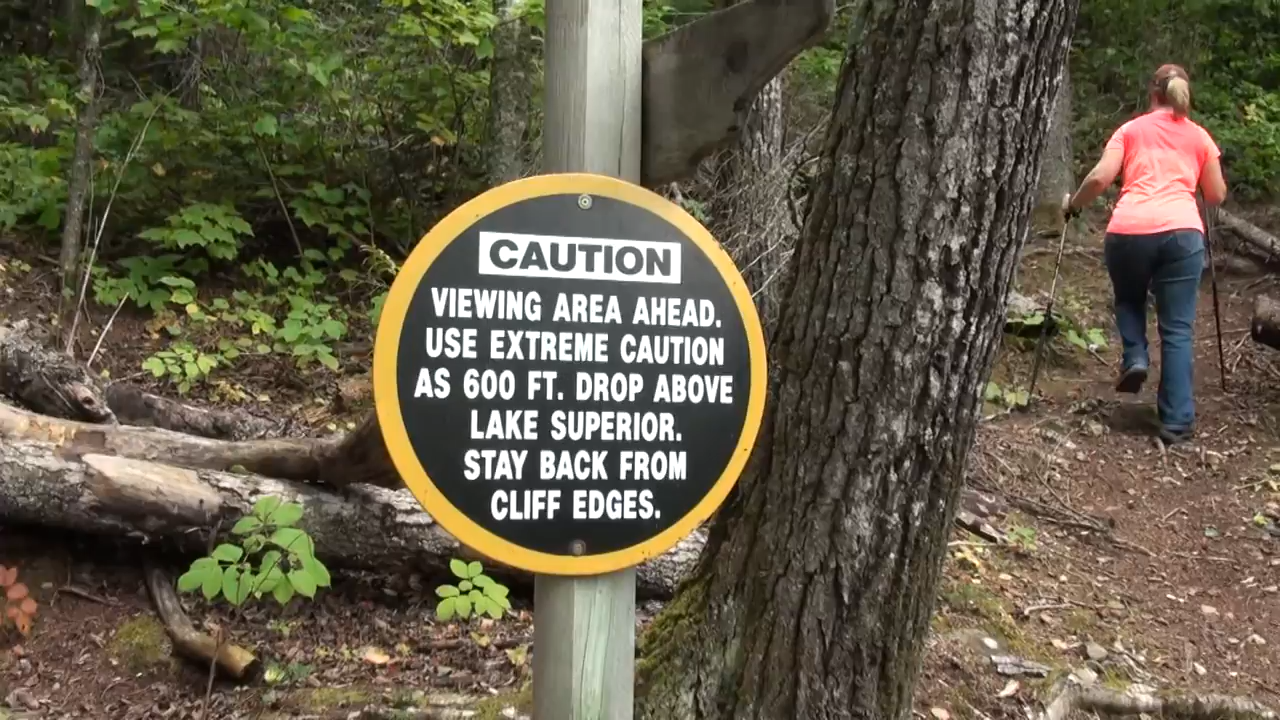 CAUTION
VIEWING AREA AHEAD.
USE EXTREME CAUTION
AS 600 FT. DROP ABOVE
LAKE SUPERIOR.
STAY BACK FROM
CLIFF EDGES.